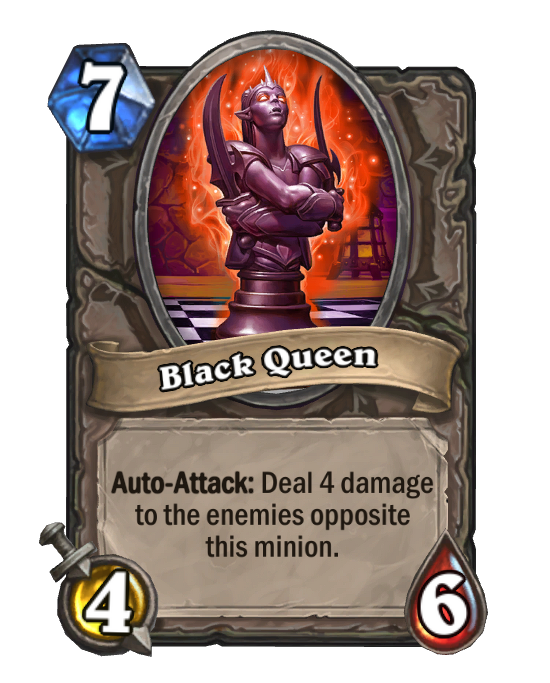 7
Black Queen
Auto-Attack: Deal 4 damage
to the enemies opposite
this minion.
4
6